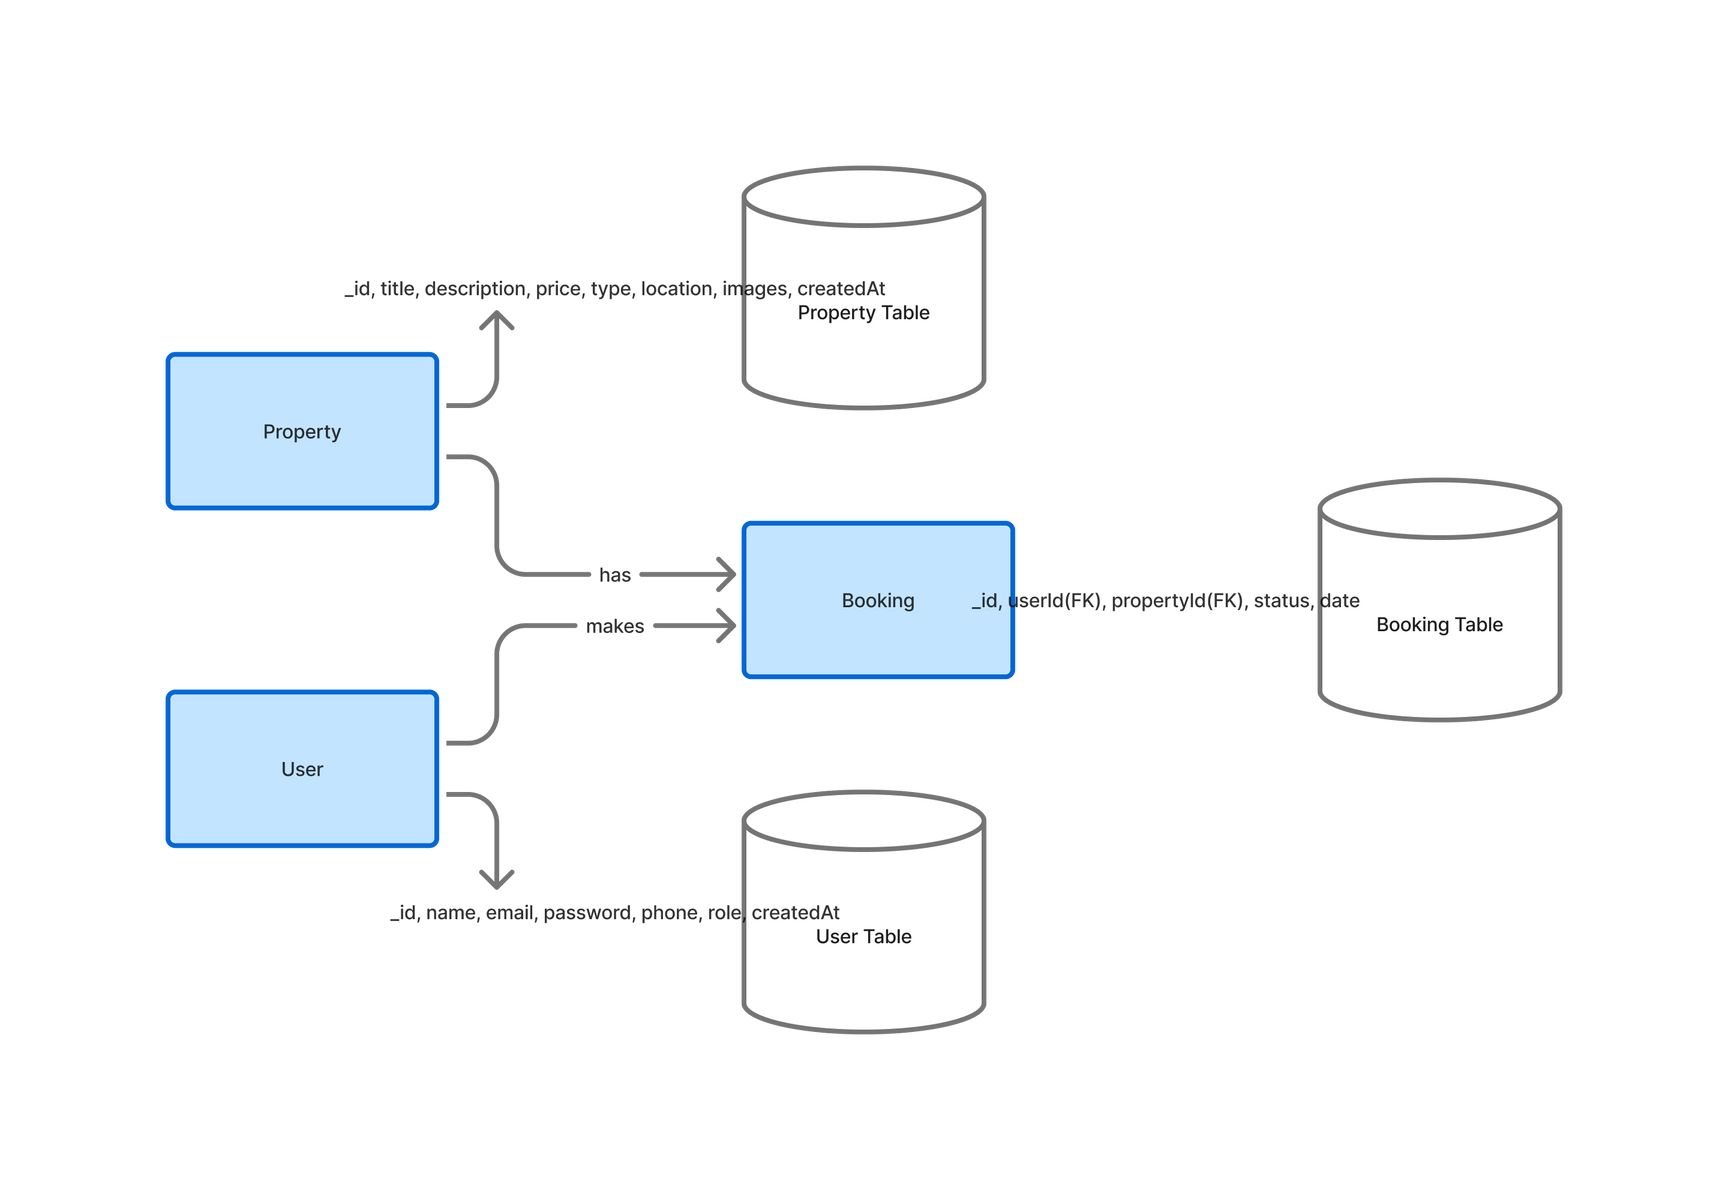 _id, title, description, price, type, location, images, createdAt
Property Table
Property
has
Booking
_id, userId(FK), propertyId(FK), status, date
makes
Booking Table
User
_id, name, email, password, phone, role, createdAt
User Table